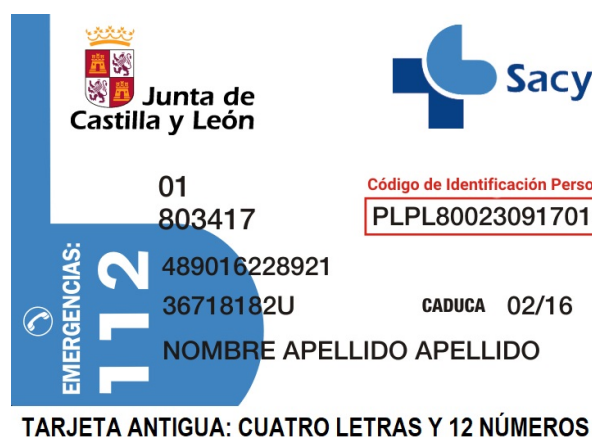 Junta de
Castilla y León
Sacy
01
803417
Código de Identificación Perso
PLPL80023091701
489016228921
36718182U
CADUCA 02/16
NOMBRE APELLIDO APELLIDO
EMERGENCIAS:
112
TARJETA ANTIGUA: CUATRO LETRAS Y 12 NÚMEROS